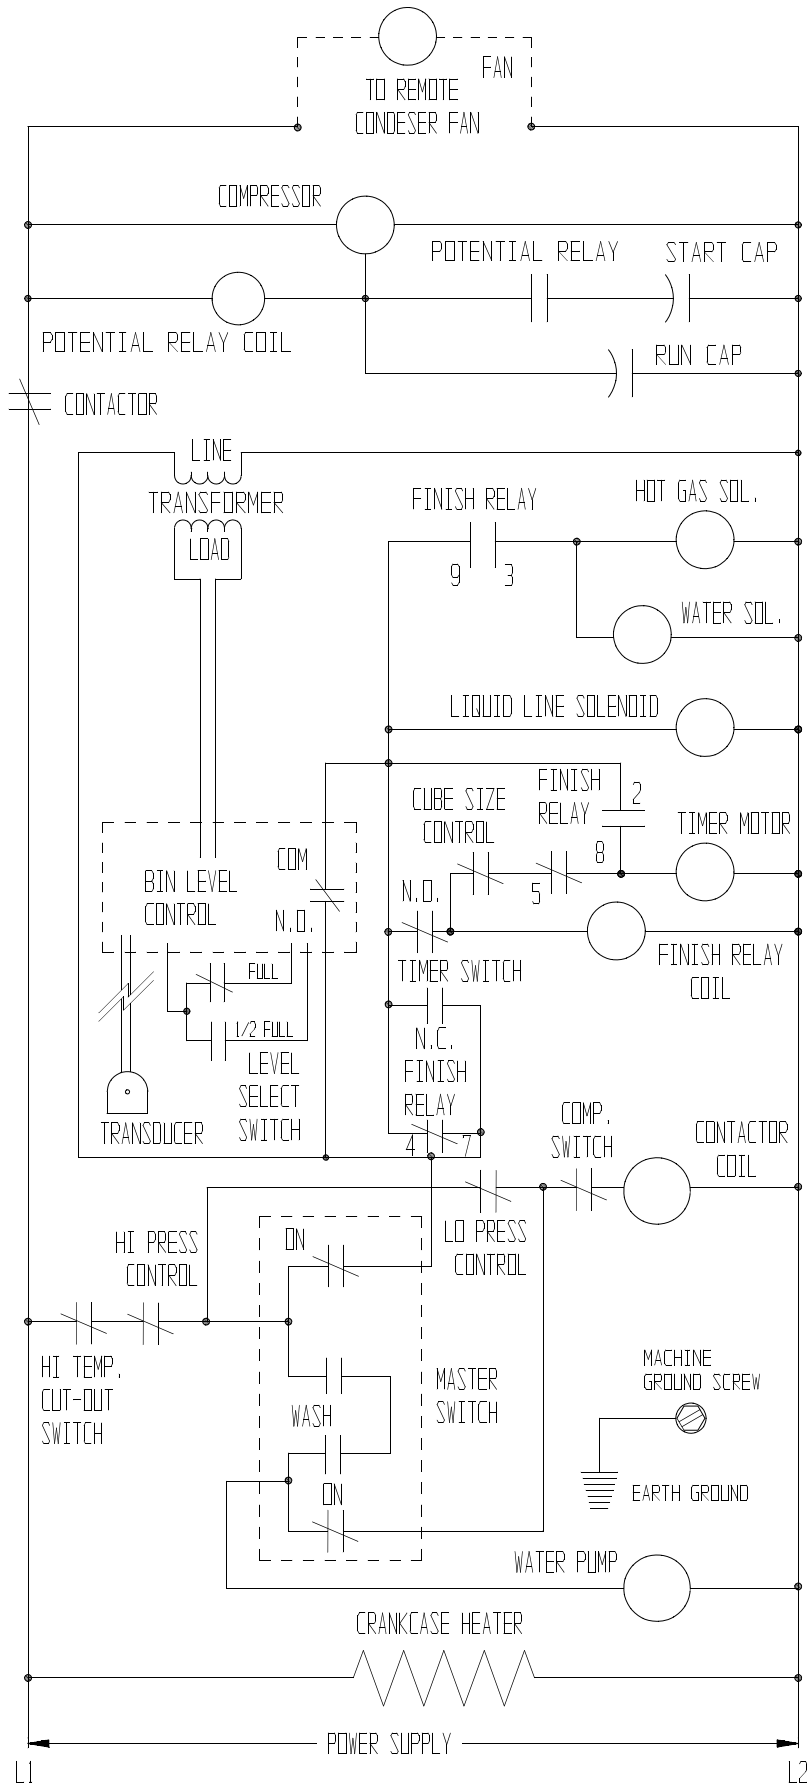 FAN
TO REMOTE
CONDESER FAN
COMPRESSOR
POTENTIAL RELAY
START CAP
POTENTIAL RELAY COIL
RUN CAP
CONTACTOR
LINE
TRANSFORMER
LOAD
FINISH RELAY
HOT GAS SOL.
9
3
WATER SOL.
LIQUID LINE SOLENOID
FINISH
RELAY
2
CUBE SIZE
CONTROL
TIMER MOTOR
8
COM
BIN LEVEL
CONTROL
N.O.
N.O.
5
TIMER SWITCH
FINISH RELAY
COIL
FULL
1/2 FULL
LEVEL
SELECT
SWITCH
N.C.
FINISH
RELAY
4
7
TRANSDUCER
COMP.
SWITCH
CONTACTOR
COIL
LO PRESS
CONTROL
HI PRESS
CONTROL
ON
HI TEMP.
CUT-OUT
SWITCH
MASTER
SWITCH
WASH
ON
MACHINE
GROUND SCREW
EARTH GROUND
WATER PUMP
CRANKCASE HEATER
POWER SUPPLY
L1
L2